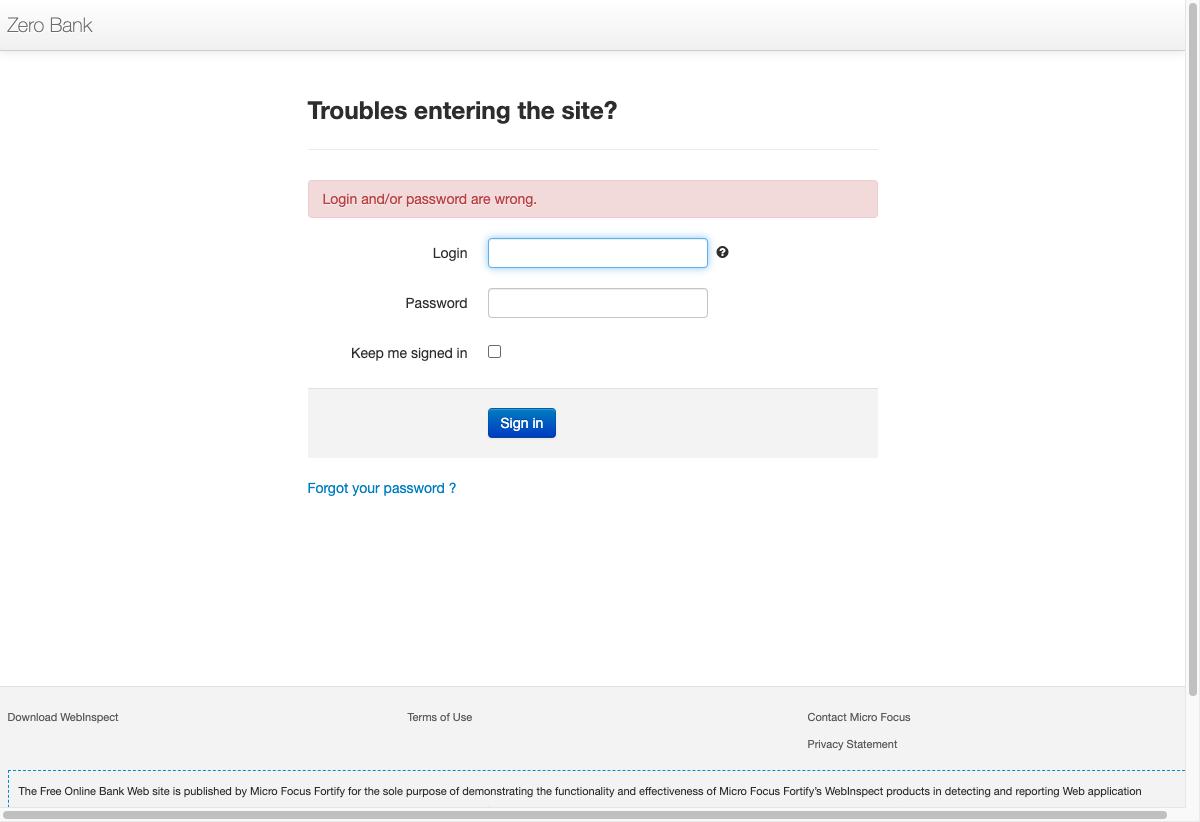 Zero Bank
Troubles entering the site?
Login and/or password are wrong.
Login
Password
Keep me signed in
Sign in
Forgot your password ?
Download WebInspect
Terms of Use
Contact Micro Focus
Privacy Statement
The Free Online Bank Web site is published by Micro Focus Fortify for the sole purpose of demonstrating the functionality and effectiveness of Micro Focus Fortify's WebInspect products in detecting and reporting Web application